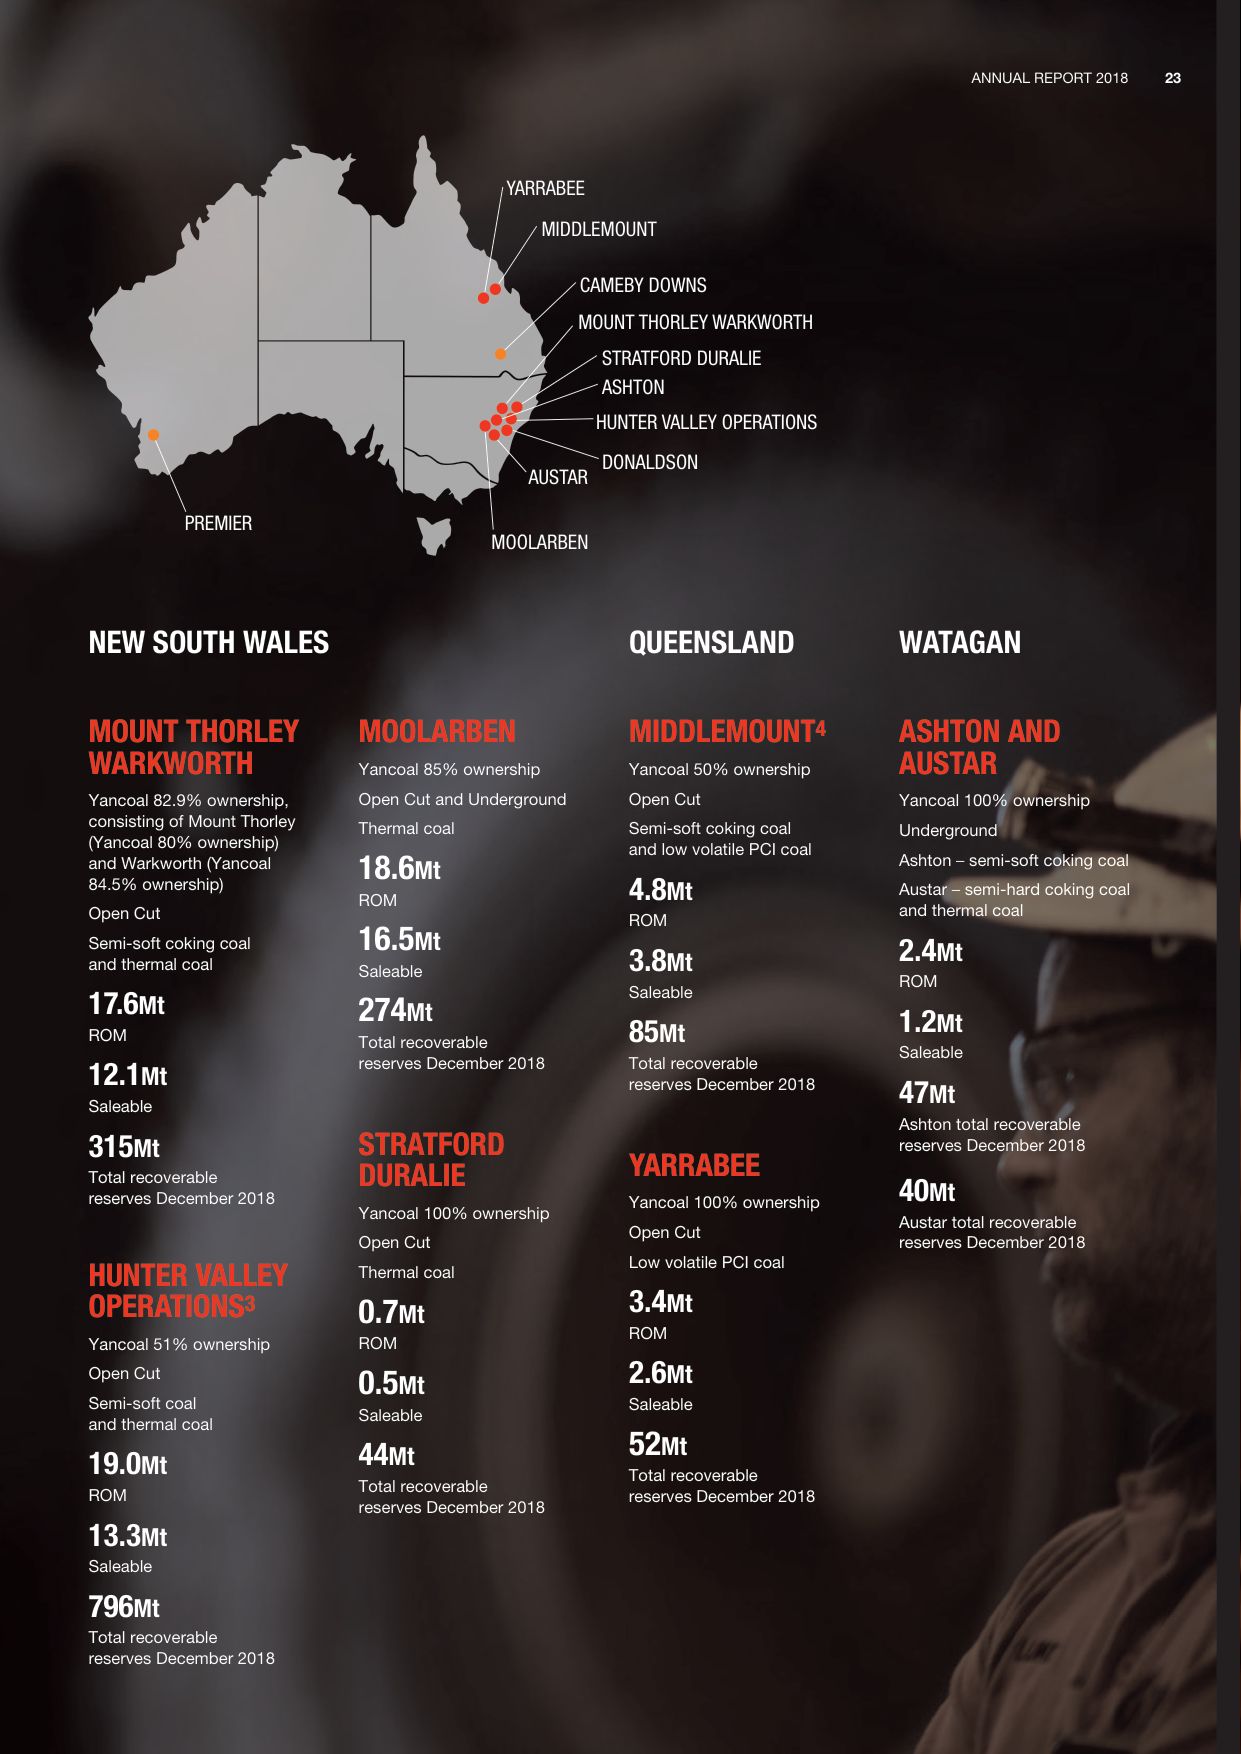 ANNUAL REPORT 2018 23
YARRABEE
MIDDLEMOUNT
CAMEBY DOWNS
MOUNT THORLEY WARKWORTH
STRATFORD DURALIE
ASHTON
HUNTER VALLEY OPERATIONS
DONALDSON
AUSTAR
PREMIER
MOOLARBEN
NEW SOUTH WALES
MOUNT THORLEY
WARKWORTH
Yancoal 82.9% ownership,
consisting of Mount Thorley
(Yancoal 80% ownership)
and Warkworth (Yancoal
84.5% ownership)
Open Cut
Semi-soft coking coal
and thermal coal
17.6Mt
ROM
12.1Mt
Saleable
315Mt
Total recoverable
reserves December 2018
HUNTER VALLEY
OPERATIONS3
Yancoal 51% ownership
Open Cut
Semi-soft coal
and thermal coal
19.0Mt
ROM
13.3Mt
Saleable
796Mt
Total recoverable
reserves December 2018
MOOLARBEN
Yancoal 85% ownership
Open Cut and Underground
Thermal coal
18.6Mt
ROM
16.5Mt
Saleable
274Mt
Total recoverable
reserves December 2018
STRATFORD
DURALIE
Yancoal 100% ownership
Open Cut
Thermal coal
0.7Mt
ROM
0.5Mt
Saleable
44Mt
Total recoverable
reserves December 2018
QUEENSLAND
MIDDLEMOUNT4
Yancoal 50% ownership
Open Cut
Semi-soft coking coal
and low volatile PCI coal
4.8Mt
ROM
3.8Mt
Saleable
85Mt
Total recoverable
reserves December 2018
YARRABEE
Yancoal 100% ownership
Open Cut
Low volatile PCI coal
3.4Mt
ROM
2.6Mt
Saleable
52Mt
Total recoverable
reserves December 2018
WATAGAN
ASHTON AND
AUSTAR
Yancoal 100% ownership
Underground
Ashton – semi-soft coking coal
Austar – semi-hard coking coal
and thermal coal
2.4Mt
ROM
1.2Mt
Saleable
47Mt
Ashton total recoverable
reserves December 2018
40Mt
Austar total recoverable
reserves December 2018